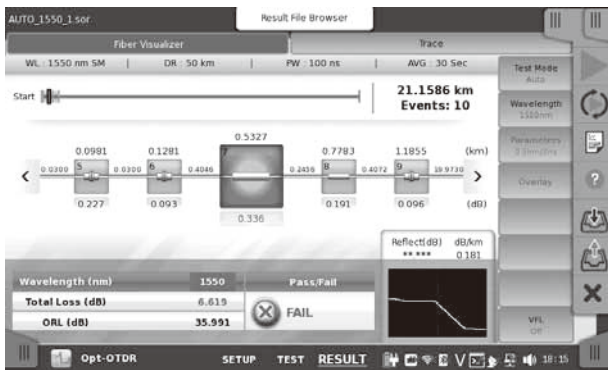 AUTO_1550_1.sor
Result File Browser
Fiber Visualizer
Trace
WL : 1550 nm SM | DR : 50 km | PW : 100 ns | AVG : 30 Sec
Start
21.1586 km
Events: 10
0.0981 0.1281 0.5327 0.7783 1.1855 (km)
0.0300 5 0.0300 6 0.4046 7 0.2456 8 0.4072 9 19.9730
0.227 0.093 0.336 0.191 0.096 (dB)
Reflect(dB) dB/km
**.*** 0.181
Wavelength (nm) 1550 Pass/Fail
Total Loss (dB) 6.619
ORL (dB) 35.991
FAIL
Test Mode
Auto
Wavelength
1550nm
Parameters
Overlay
VFL
Off
Opt-OTDR SETUP TEST RESULT 18:15